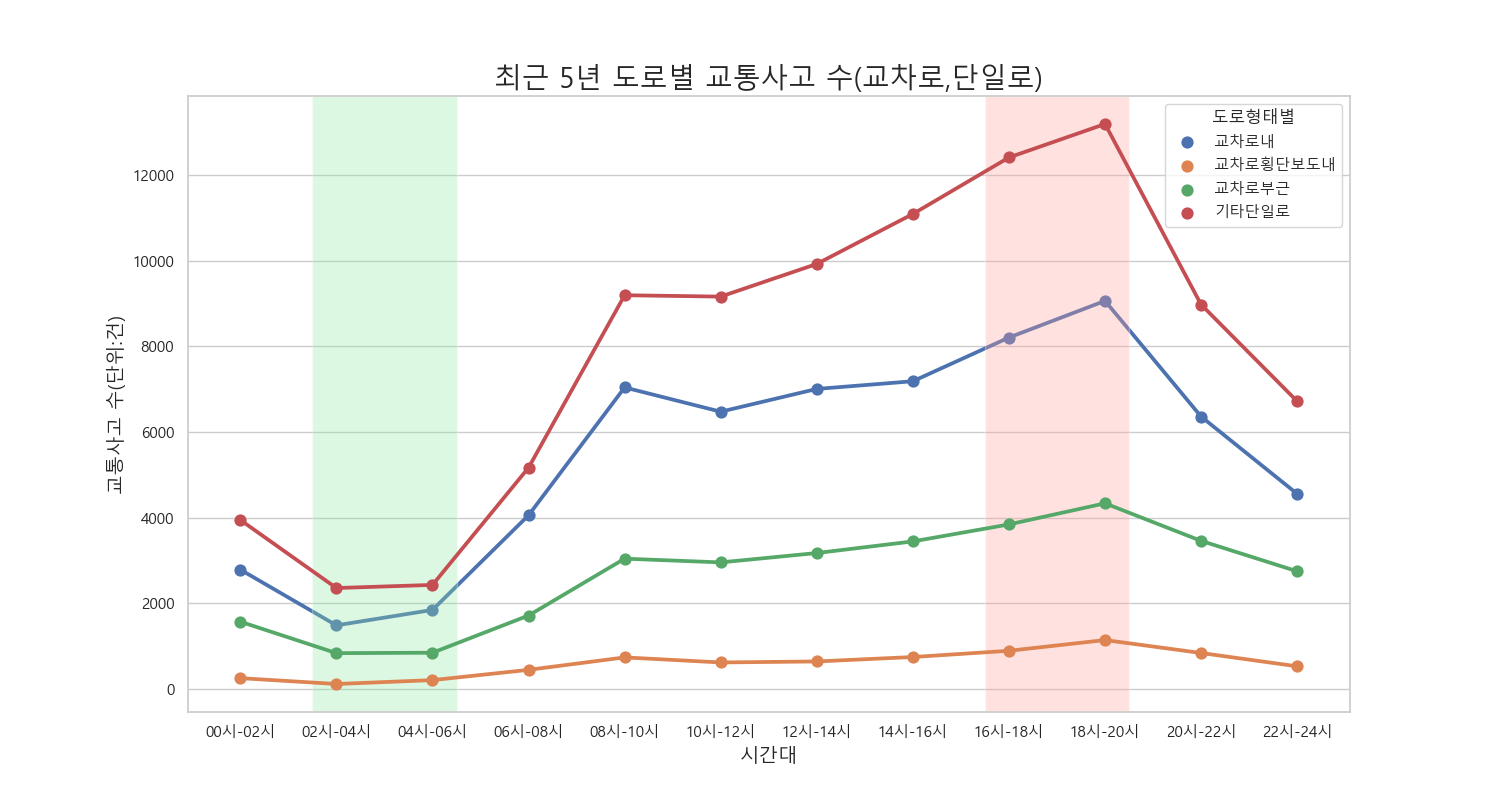 최근 5년 도로별 교통사고 수(교차로,단일로)
도로형태별
교차로내
교차로횡단보도내
교차로부근
기타단일로
교통사고 수(단위:건)
12000
10000
8000
6000
4000
2000
0
00시-02시 02시-04시 04시-06시 06시-08시 08시-10시 10시-12시 12시-14시 14시-16시 16시-18시 18시-20시 20시-22시 22시-24시
시간대